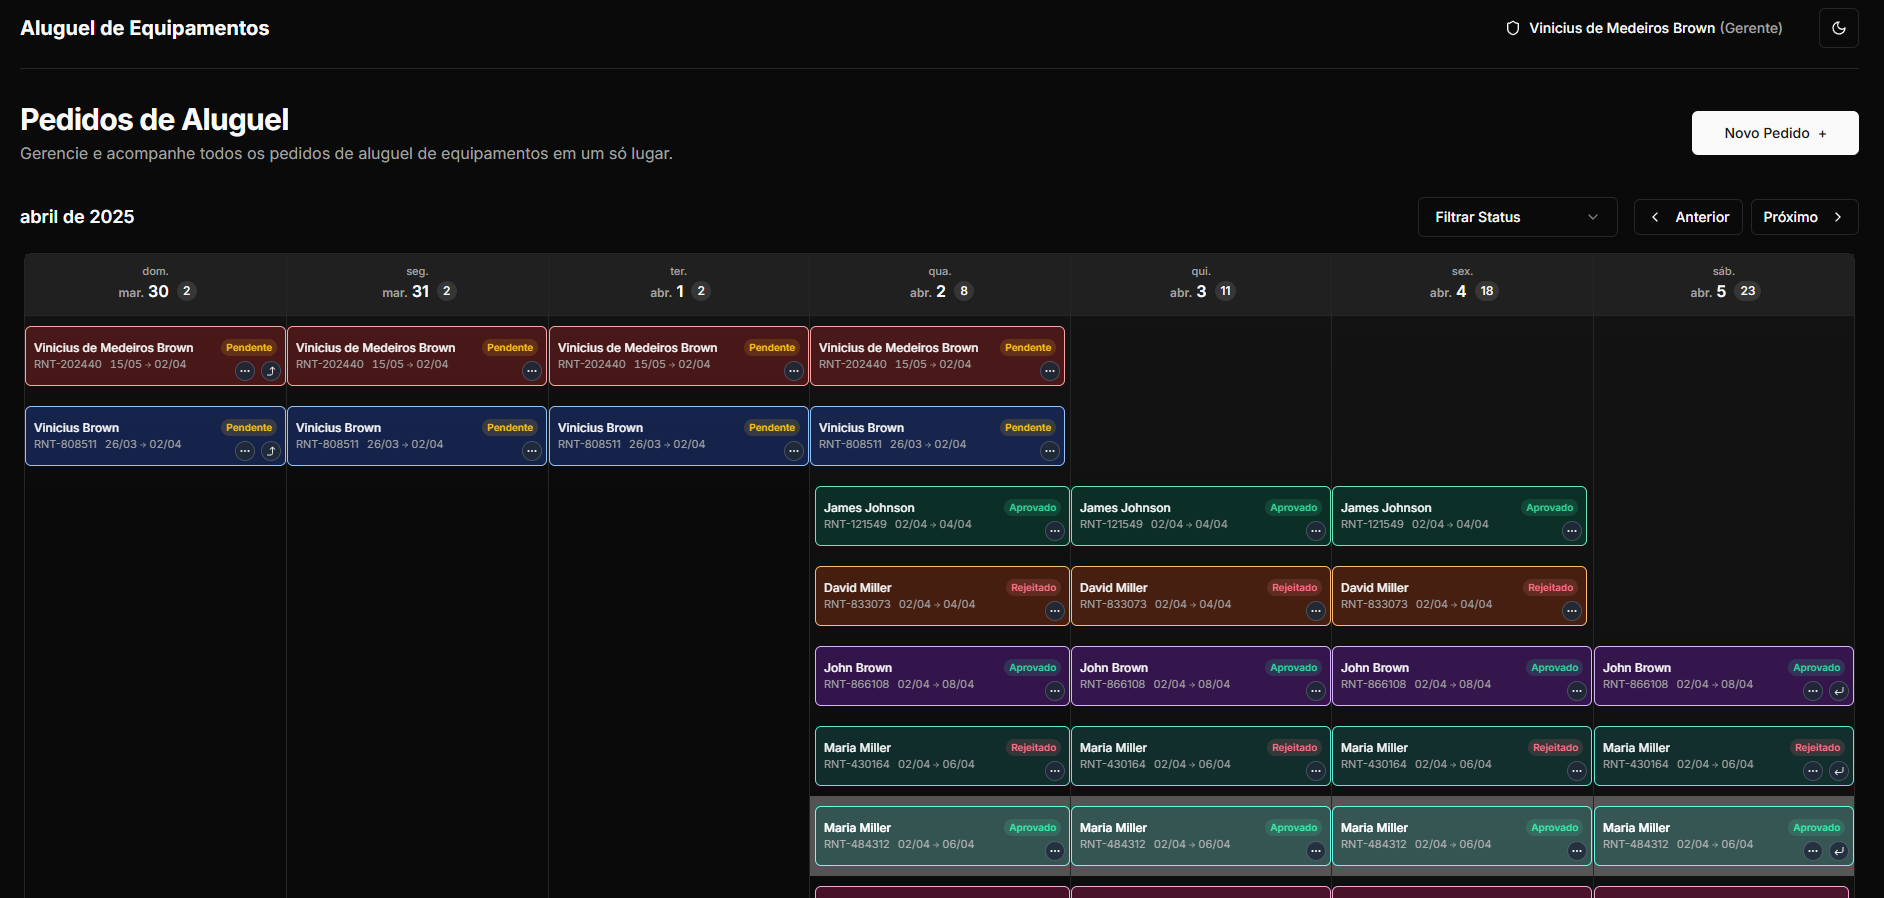 Aluguel de Equipamentos
Vinicius de Medeiros Brown (Gerente)
Pedidos de Aluguel
Gerencie e acompanhe todos os pedidos de aluguel de equipamentos em um só lugar.
Novo Pedido +
abril de 2025
Filtrar Status
Anterior
Próximo
dom. seg. ter. qua. qui. sex. sáb.
mar. 30 2 mar. 31 2 abr. 1 2 abr. 2 8 abr. 3 11 abr. 4 18 abr. 5 23
Vinicius de Medeiros Brown Pendente Vinicius de Medeiros Brown Pendente Vinicius de Medeiros Brown Pendente Vinicius de Medeiros Brown Pendente
RNT-202440 15/05 → 02/04 RNT-202440 15/05 → 02/04 RNT-202440 15/05 → 02/04 RNT-202440 15/05 → 02/04
Vinicius Brown Pendente Vinicius Brown Pendente Vinicius Brown Pendente Vinicius Brown Pendente
RNT-808511 26/03 → 02/04 RNT-808511 26/03 → 02/04 RNT-808511 26/03 → 02/04 RNT-808511 26/03 → 02/04
James Johnson Aprovado James Johnson Aprovado James Johnson Aprovado
RNT-121549 02/04 → 04/04 RNT-121549 02/04 → 04/04 RNT-121549 02/04 → 04/04
David Miller Rejeitado David Miller Rejeitado David Miller Rejeitado
RNT-833073 02/04 → 04/04 RNT-833073 02/04 → 04/04 RNT-833073 02/04 → 04/04
John Brown Aprovado John Brown Aprovado John Brown Aprovado John Brown Aprovado
RNT-866108 02/04 → 08/04 RNT-866108 02/04 → 08/04 RNT-866108 02/04 → 08/04 RNT-866108 02/04 → 08/04
Maria Miller Rejeitado Maria Miller Rejeitado Maria Miller Rejeitado Maria Miller Rejeitado
RNT-430164 02/04 → 06/04 RNT-430164 02/04 → 06/04 RNT-430164 02/04 → 06/04 RNT-430164 02/04 → 06/04
Maria Miller Aprovado Maria Miller Aprovado Maria Miller Aprovado Maria Miller Aprovado
RNT-484312 02/04 → 06/04 RNT-484312 02/04 → 06/04 RNT-484312 02/04 → 06/04 RNT-484312 02/04 → 06/04